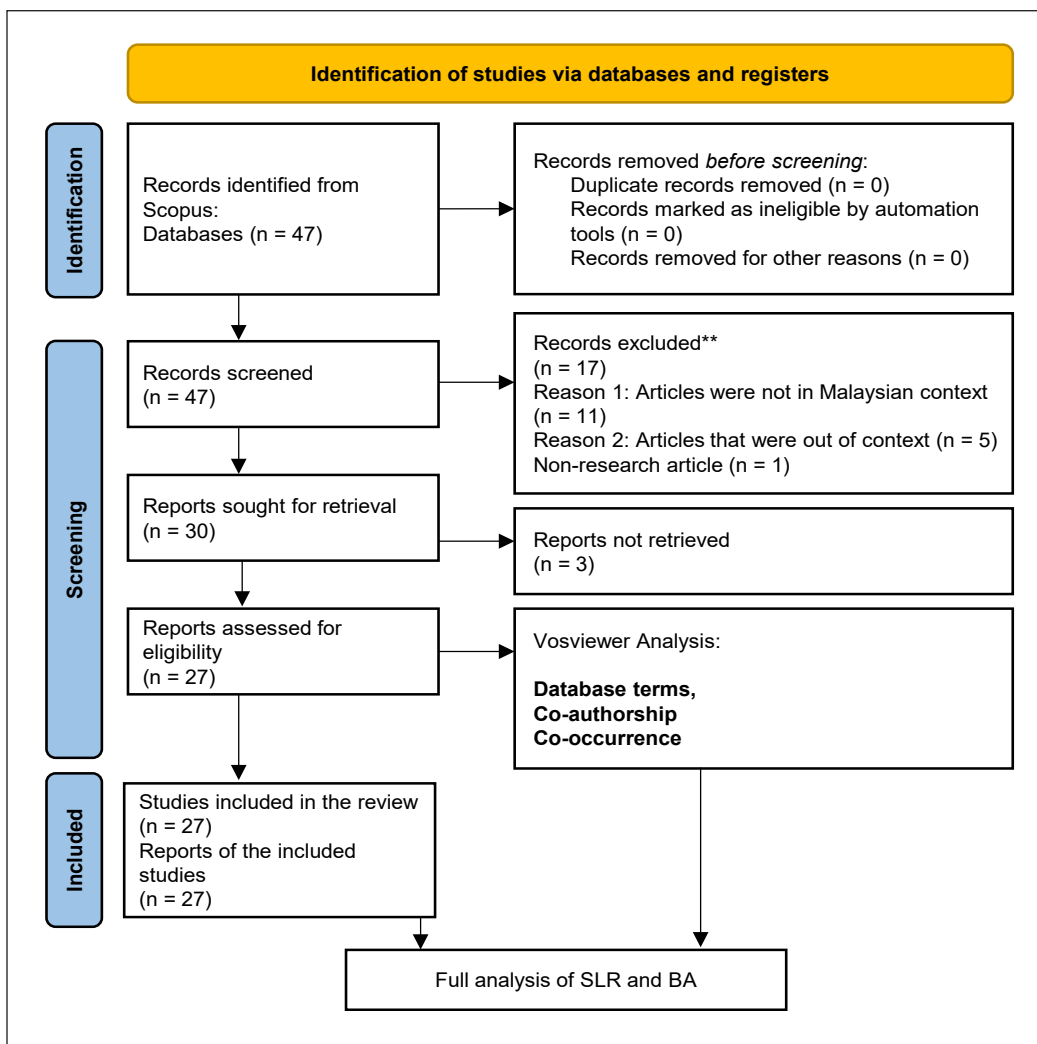 Identification of studies via databases and registers
Identification
Records identified from
Scopus:
Databases (n = 47)
Records removed before screening:
Duplicate records removed (n = 0)
Records marked as ineligible by automation
tools (n = 0)
Records removed for other reasons (n = 0)
Screening
Records screened
(n = 47)
Records excluded**
(n = 17)
Reason 1: Articles were not in Malaysian context
(n = 11)
Reason 2: Articles that were out of context (n = 5)
Non-research article (n = 1)
Reports sought for retrieval
(n = 30)
Reports not retrieved
(n = 3)
Reports assessed for
eligibility
(n = 27)
Vosviewer Analysis:
Database terms,
Co-authorship
Co-occurrence
Included
Studies included in the review
(n = 27)
Reports of the included
studies
(n = 27)
Full analysis of SLR and BA